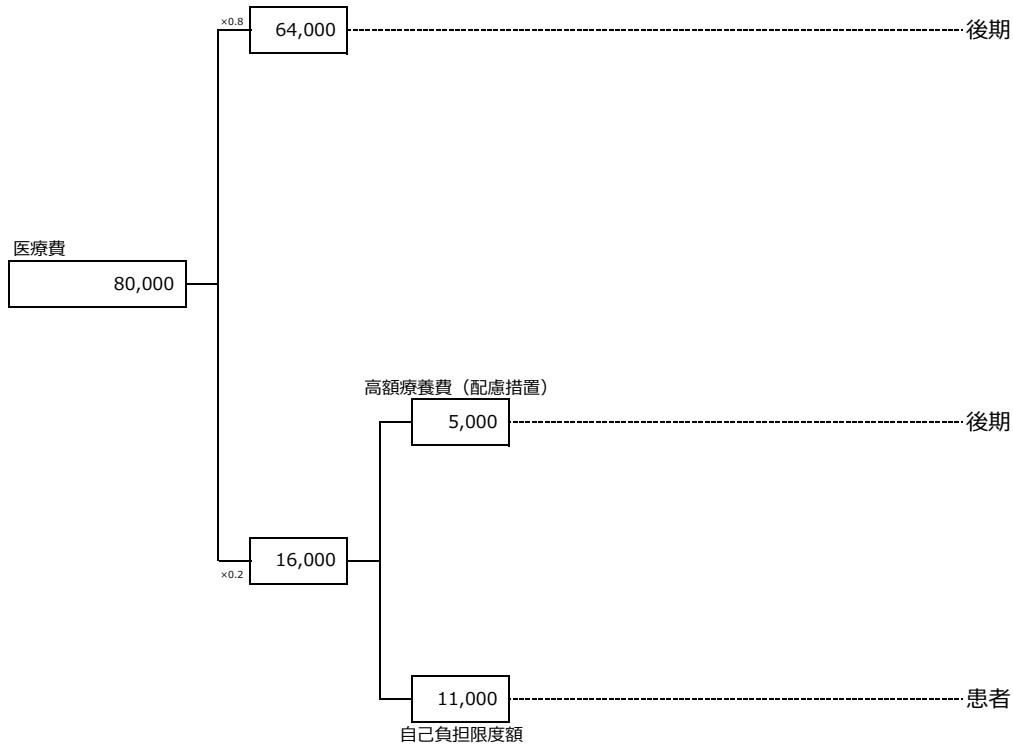 ×0.8
64,000
後期
医療費
80,000
高額療養費（配慮措置）
5,000
後期
16,000
×0.2
11,000
患者
自己負担限度額